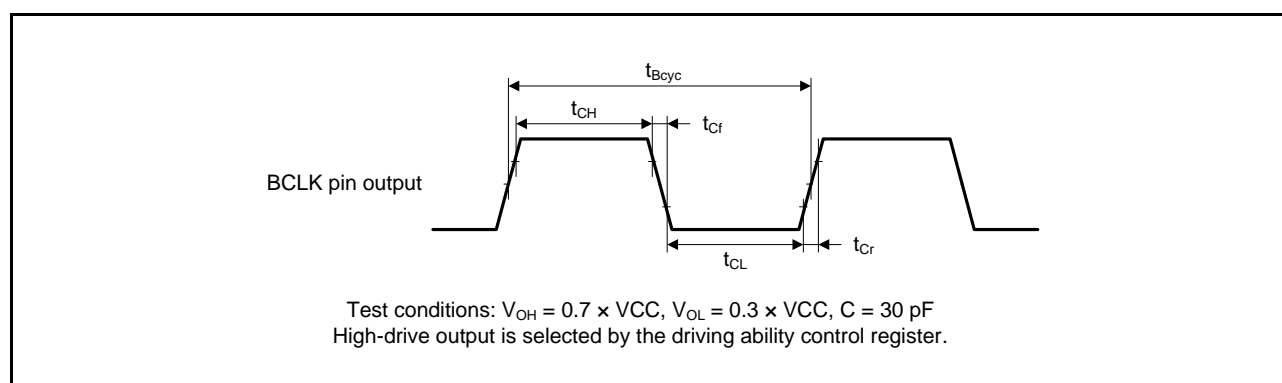 tBcyc
tCH
tCf
BCLK pin output
tCL
tCr
Test conditions: VOH = 0.7 × VCC, VOL = 0.3 × VCC, C = 30 pF
High-drive output is selected by the driving ability control register.